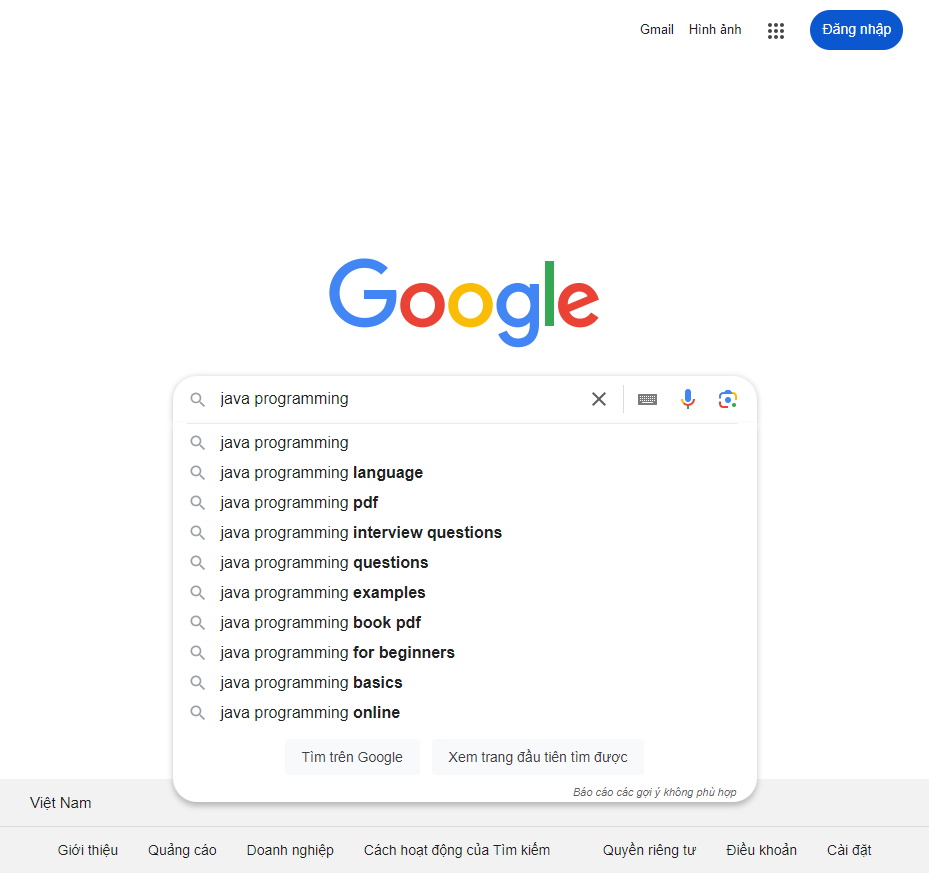 Gmail Hình ảnh Đăng nhập
Google
java programming
java programming
java programming language
java programming pdf
java programming interview questions
java programming questions
java programming examples
java programming book pdf
java programming for beginners
java programming basics
java programming online
Tìm trên Google Xem trang đầu tiên tìm được
Báo cáo các gợi ý không phù hợp
Việt Nam
Giới thiệu Quảng cáo Doanh nghiệp Cách hoạt động của Tìm kiếm Quyền riêng tư Điều khoản Cài đặt